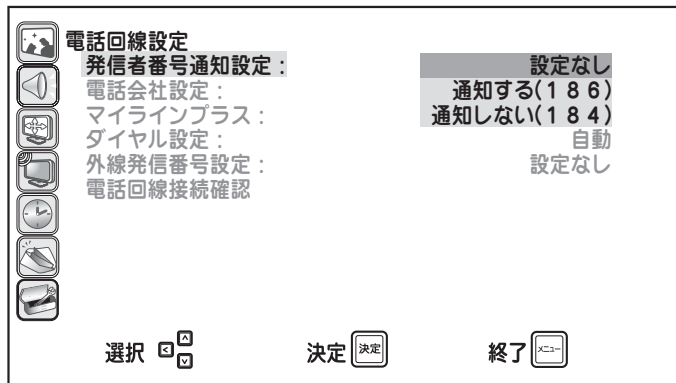 電話回線設定
発信者番号通知設定： 設定なし
電話会社設定： 通知する(１８６)
マイラインプラス： 通知しない(１８４)
ダイヤル設定： 自動
外線発信番号設定： 設定なし
電話回線接続確認
選択 決定 決定 終了 メニュー